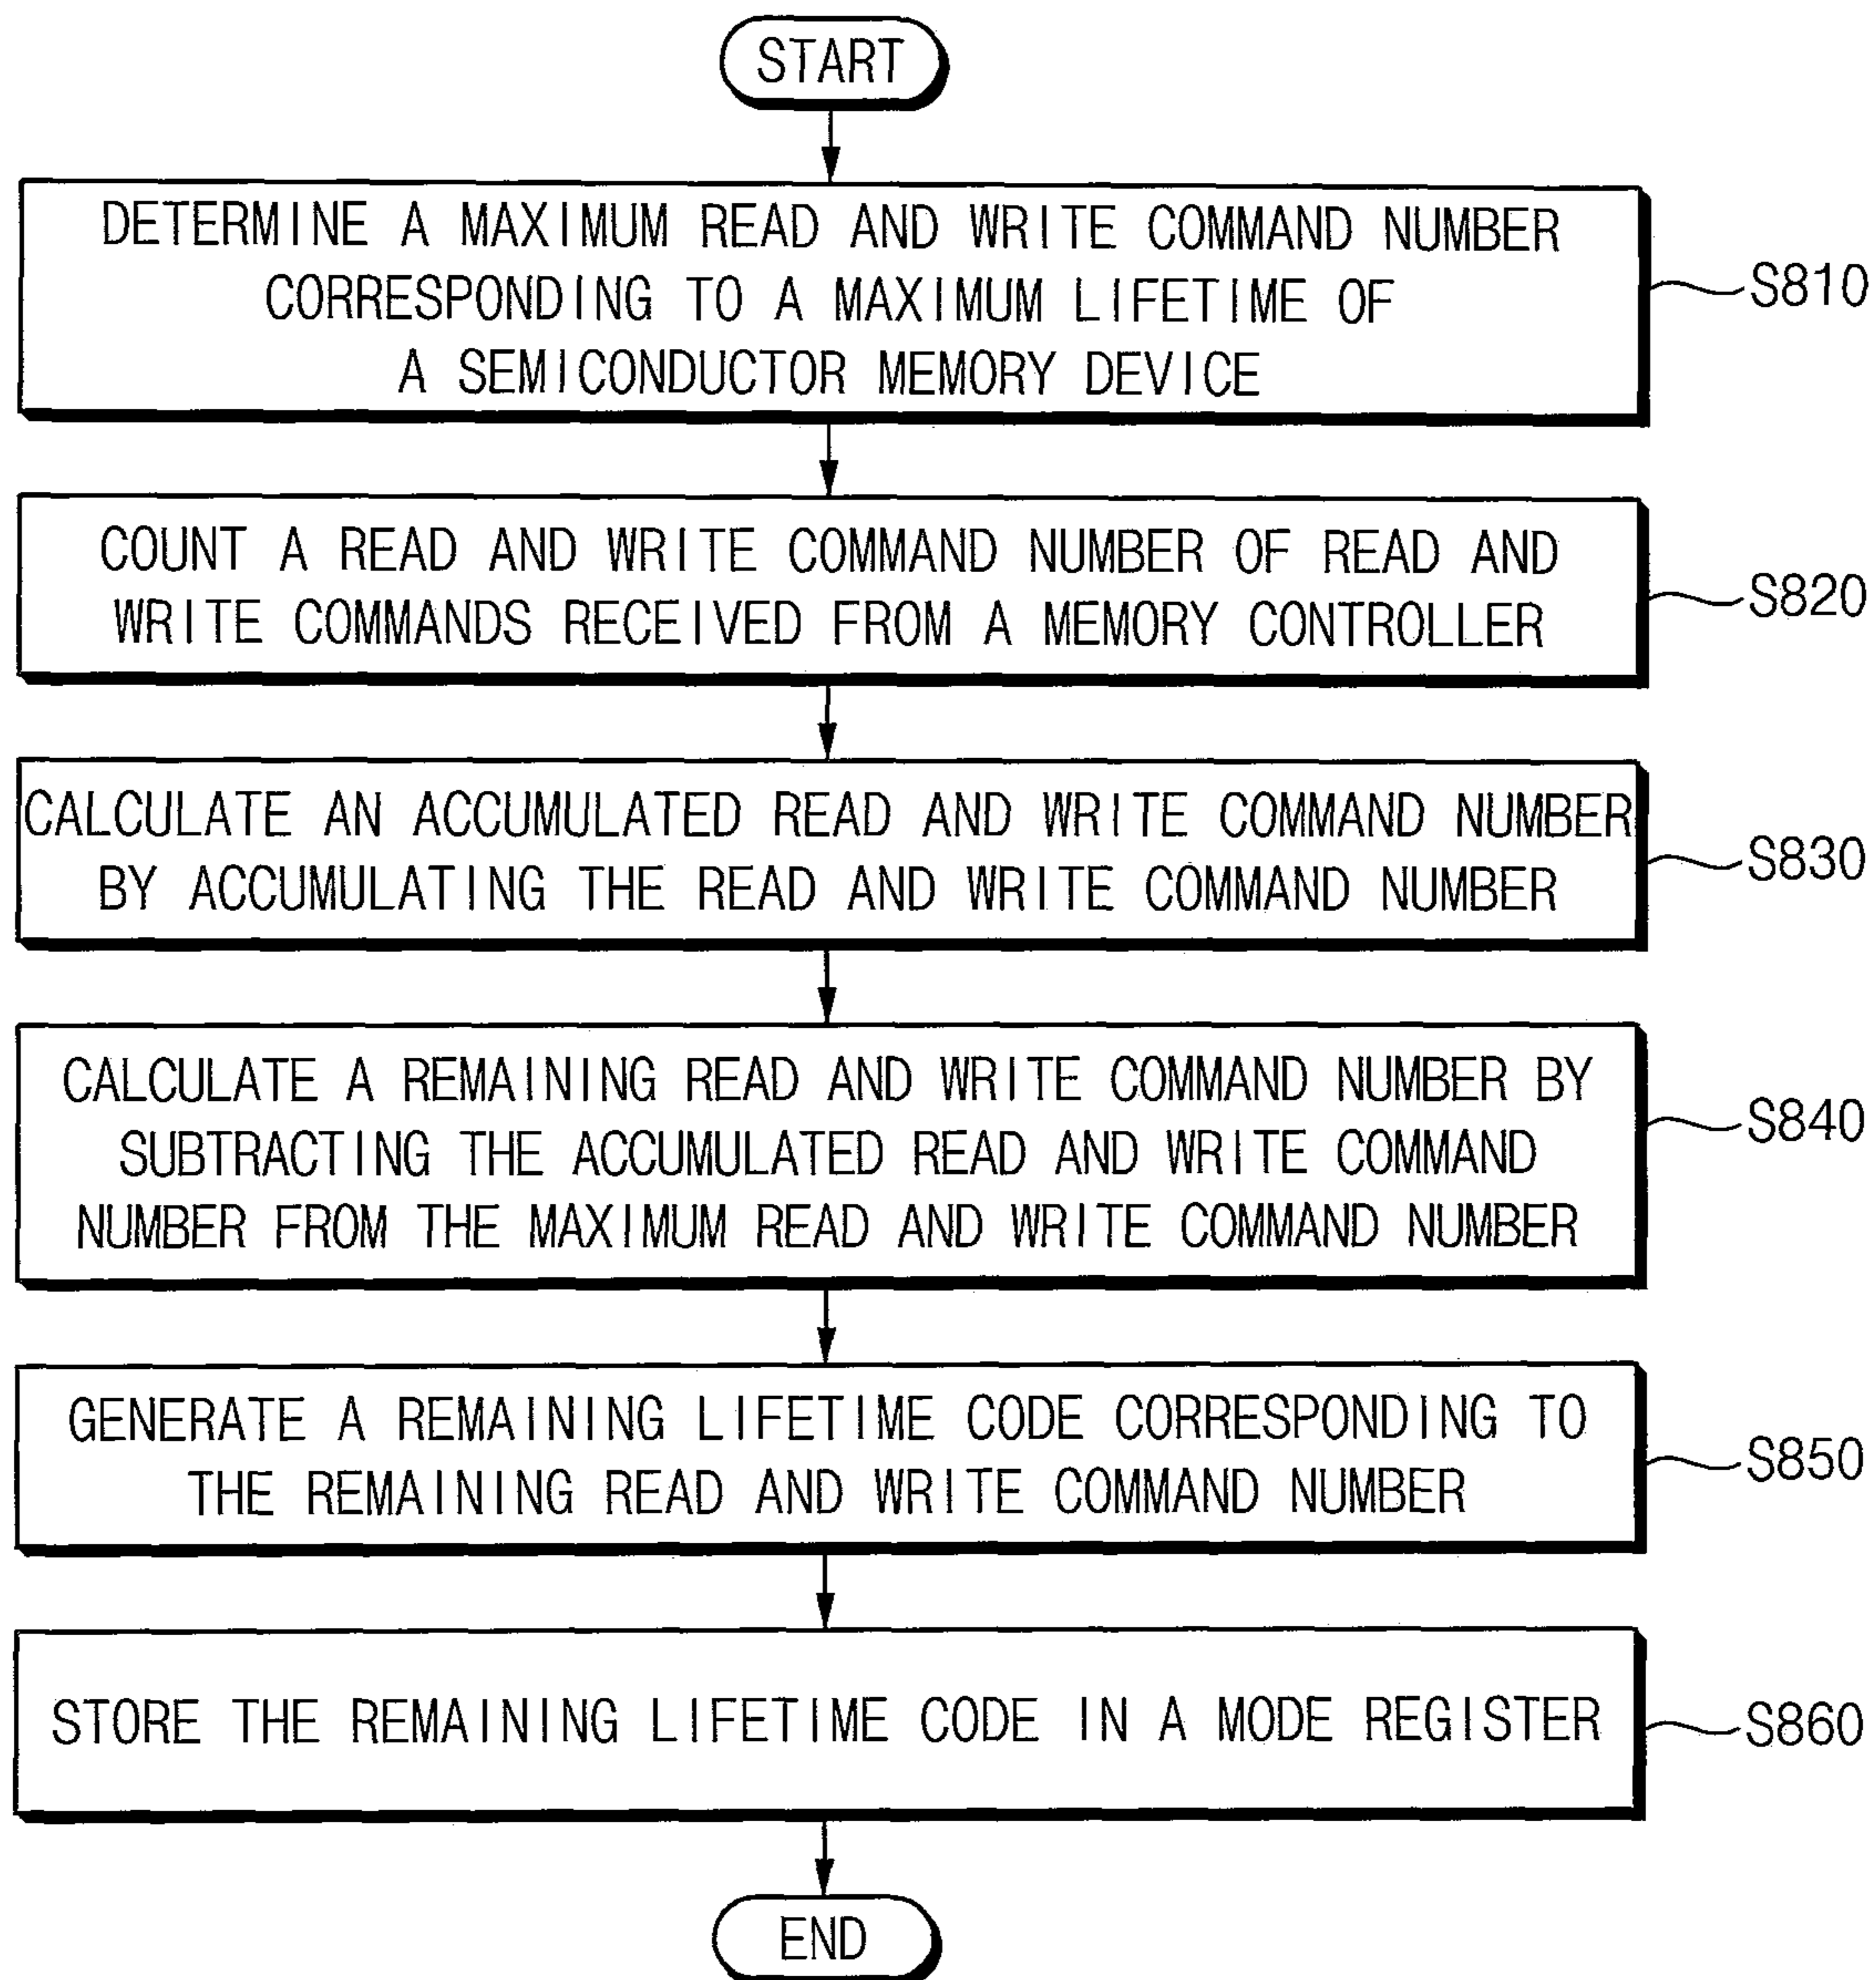 START
DETERMINE A MAXIMUM READ AND WRITE COMMAND NUMBER
CORRESPONDING TO A MAXIMUM LIFETIME OF
A SEMICONDUCTOR MEMORY DEVICE
S810
COUNT A READ AND WRITE COMMAND NUMBER OF READ AND
WRITE COMMANDS RECEIVED FROM A MEMORY CONTROLLER
S820
CALCULATE AN ACCUMULATED READ AND WRITE COMMAND NUMBER
BY ACCUMULATING THE READ AND WRITE COMMAND NUMBER
S830
CALCULATE A REMAINING READ AND WRITE COMMAND NUMBER BY
SUBTRACTING THE ACCUMULATED READ AND WRITE COMMAND
NUMBER FROM THE MAXIMUM READ AND WRITE COMMAND NUMBER
S840
GENERATE A REMAINING LIFETIME CODE CORRESPONDING TO
THE REMAINING READ AND WRITE COMMAND NUMBER
S850
STORE THE REMAINING LIFETIME CODE IN A MODE REGISTER
S860
END